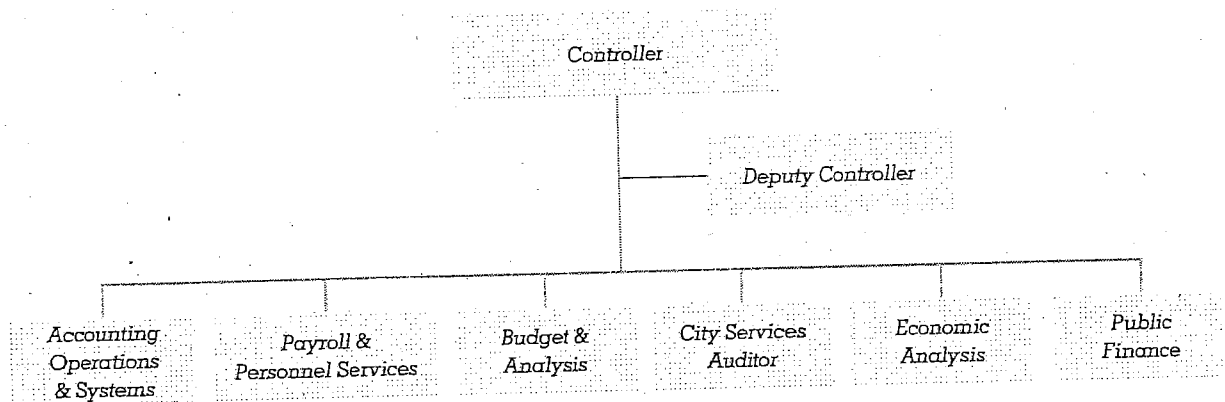 Controller
Deputy Controller
Accounting
Operations
& Systems
Payroll &
Personnel Services
Budget &
Analysis
City Services
Auditor
Economic
Analysis
Public
Finance